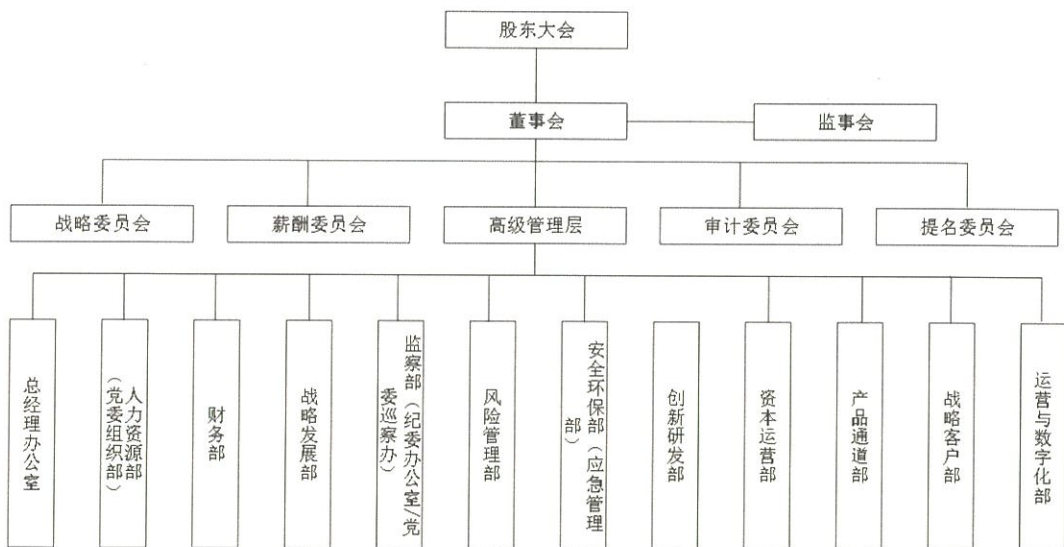 股东大会
董事会
监事会
战略委员会
薪酬委员会
高级管理层
审计委员会
提名委员会
总经理办公室
人力资源部
（党委组织部）
财务部
战略发展部
监察部（纪委办公室/党
委巡察办）
风险管理部
安全环保部（应急管理
部）
创新研发部
资本运营部
产品通道部
战略客户部
运营与数字化部